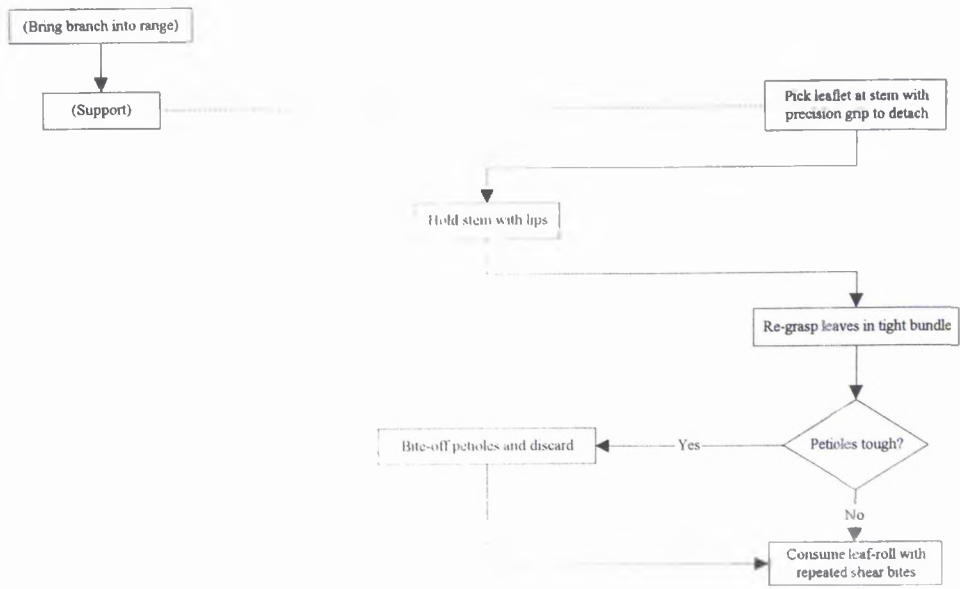 (Bring branch into range)
(Support)
Pick leaflet at stem with
precision grip to detach
Hold stem with lips
Re-grasp leaves in tight bundle
Petioles tough?
Yes
Bite-off petioles and discard
No
Consume leaf-roll with
repeated shear bites